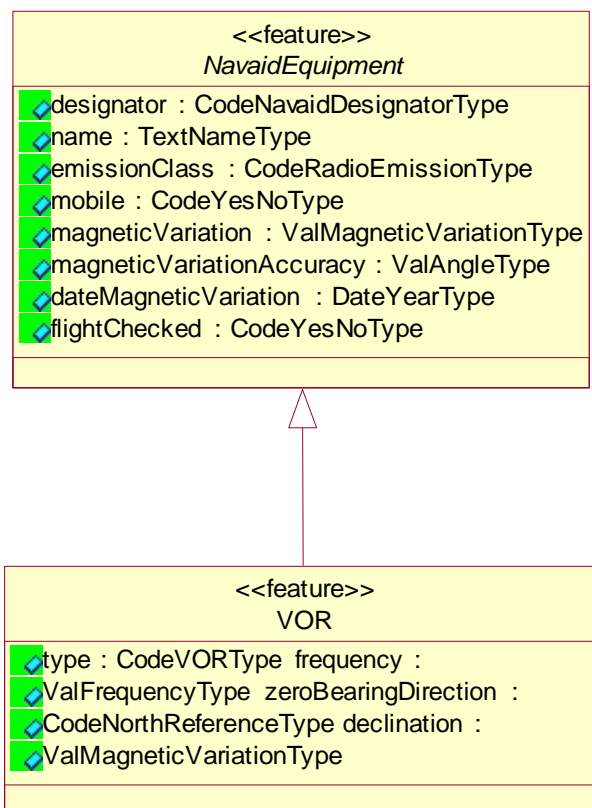 <<feature>>
NavaidEquipment
designator : CodeNavaidDesignatorType
name : TextNameType
emissionClass : CodeRadioEmissionType
mobile : CodeYesNoType
magneticVariation : ValMagneticVariationType
magneticVariationAccuracy : ValAngleType
dateMagneticVariation : DateYearType
flightChecked : CodeYesNoType
<<feature>>
VOR
type : CodeVORType frequency :
ValFrequencyType zeroBearingDirection :
CodeNorthReferenceType declination :
ValMagneticVariationType